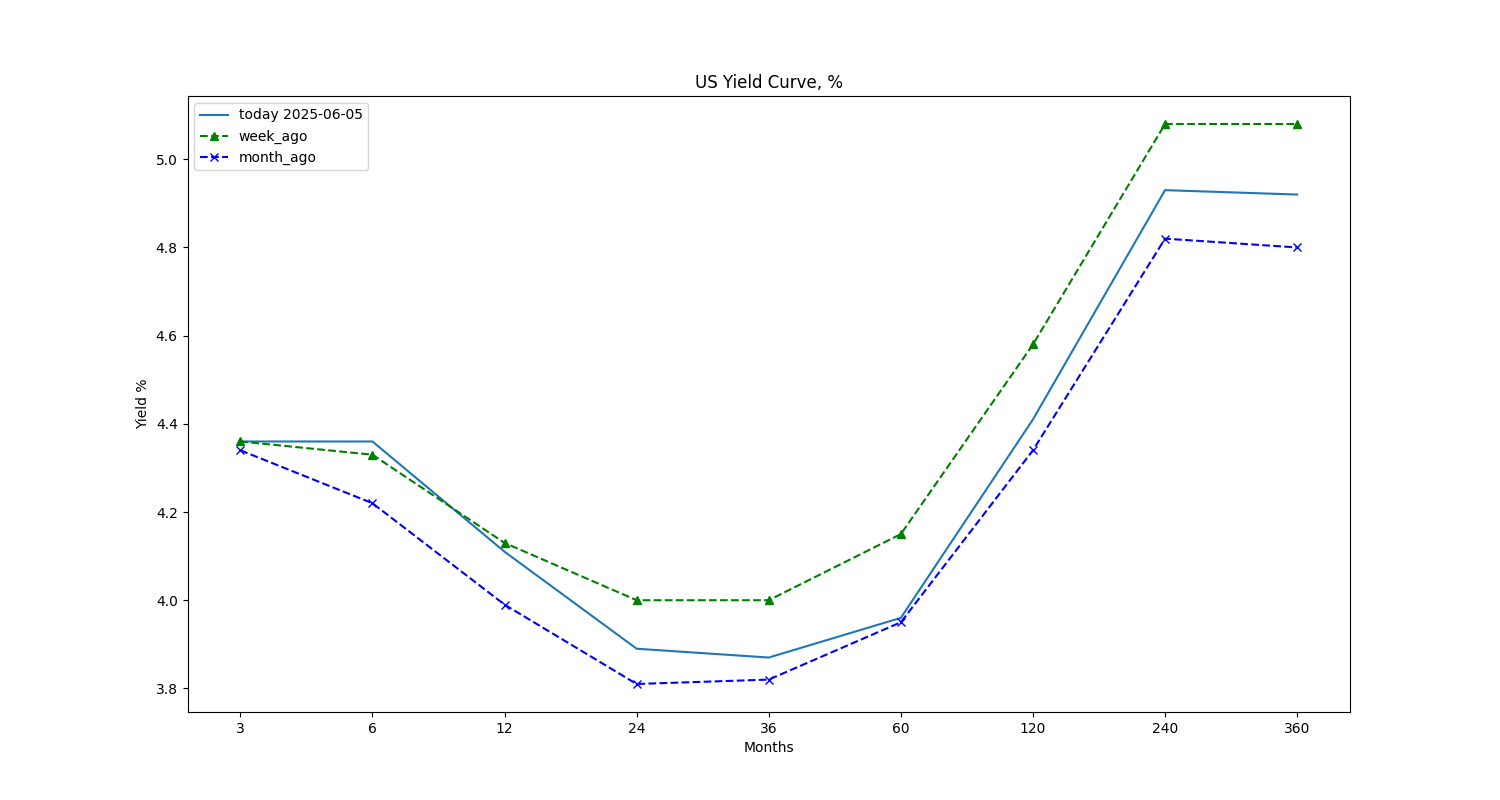 US Yield Curve, %
today 2025-06-05
week_ago
month_ago
5.0
4.8
4.6
4.4
4.2
4.0
3.8
Yield %
3 6 12 24 36 60 120 240 360
Months